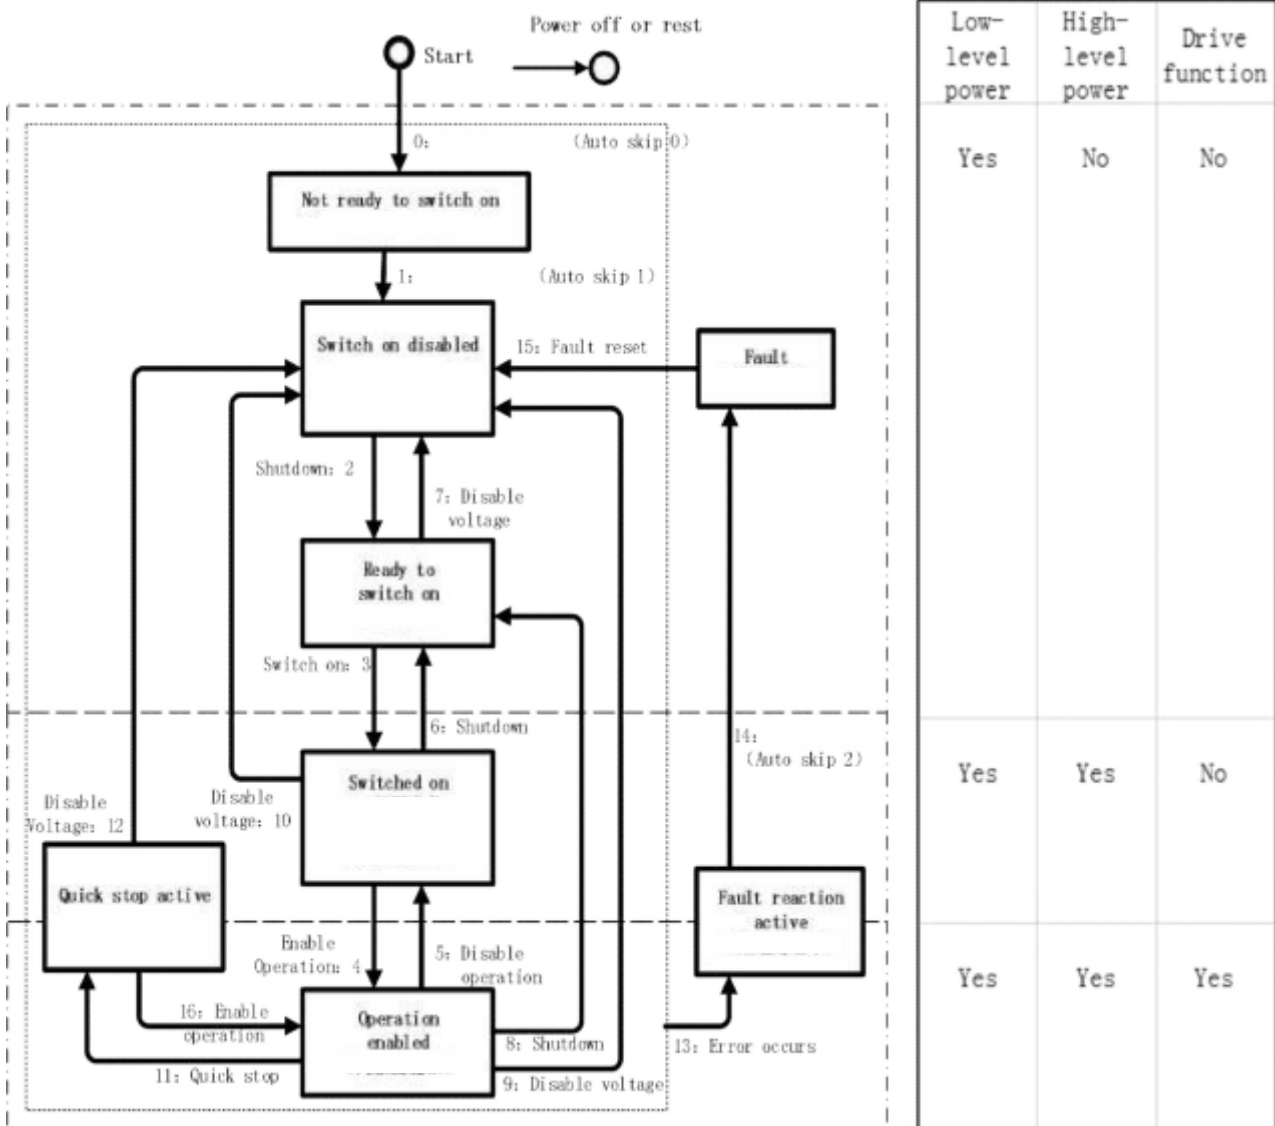 Power off or rest
Start
Low-
level
power
High-
level
power
Drive
function
0:
(Auto skip 0)
Yes
No
No
Not ready to switch on
1:
(Auto skip 1)
Switch on disabled
15: Fault reset
Fault
Shutdown: 2
7: Disable
voltage
Ready to
switch on
Switch on: 3
6: Shutdown
14:
(Auto skip 2)
Yes
Yes
No
Switched on
Disable
voltage: 10
Disable
Voltage: 12
Quick stop active
Fault reaction
active
Enable
Operation: 4
5: Disable
operation
Yes
Yes
Yes
16: Enable
operation
Operation
enabled
8: Shutdown
13: Error occurs
11: Quick stop
9: Disable voltage